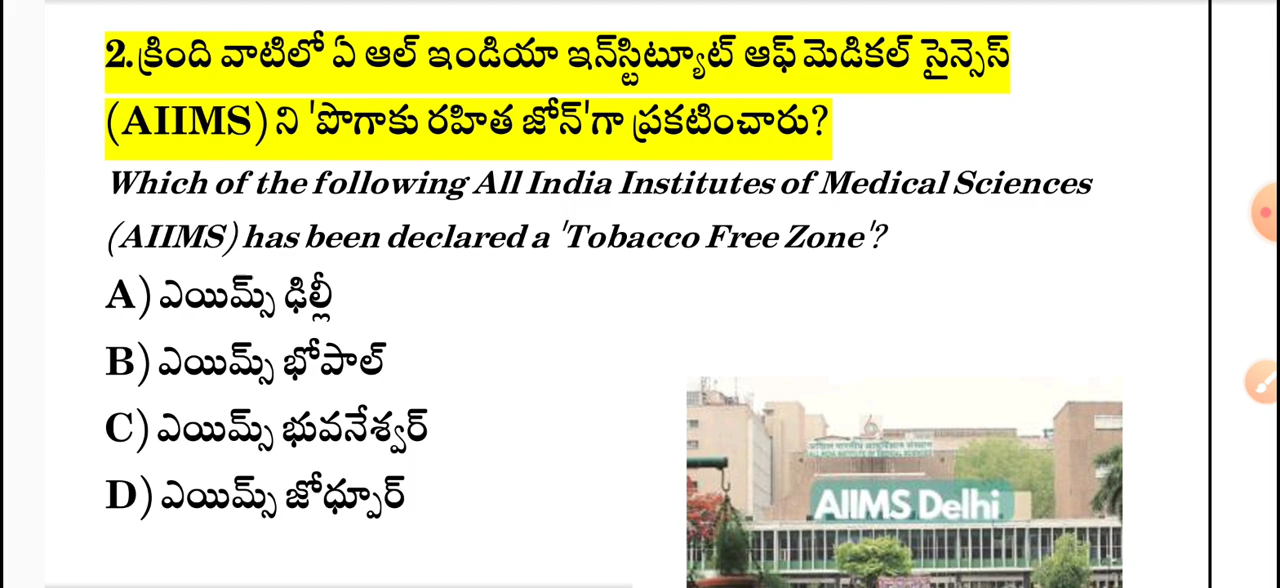 2.క్రింది వాటిలో ఏ ఆల్ ఇండియా ఇన్‌స్టిట్యూట్ ఆఫ్ మెడికల్ సైన్సెస్
(AIIMS) ని 'పొగాకు రహిత జోన్'గా ప్రకటించారు?
Which of the following All India Institutes of Medical Sciences
(AIIMS) has been declared a 'Tobacco Free Zone'?
A) ఎయిమ్స్ ఢిల్లీ
B) ఎయిమ్స్ భోపాల్
C) ఎయిమ్స్ భువనేశ్వర్
D) ఎయిమ్స్ జోధ్పూర్
AIIMS Delhi